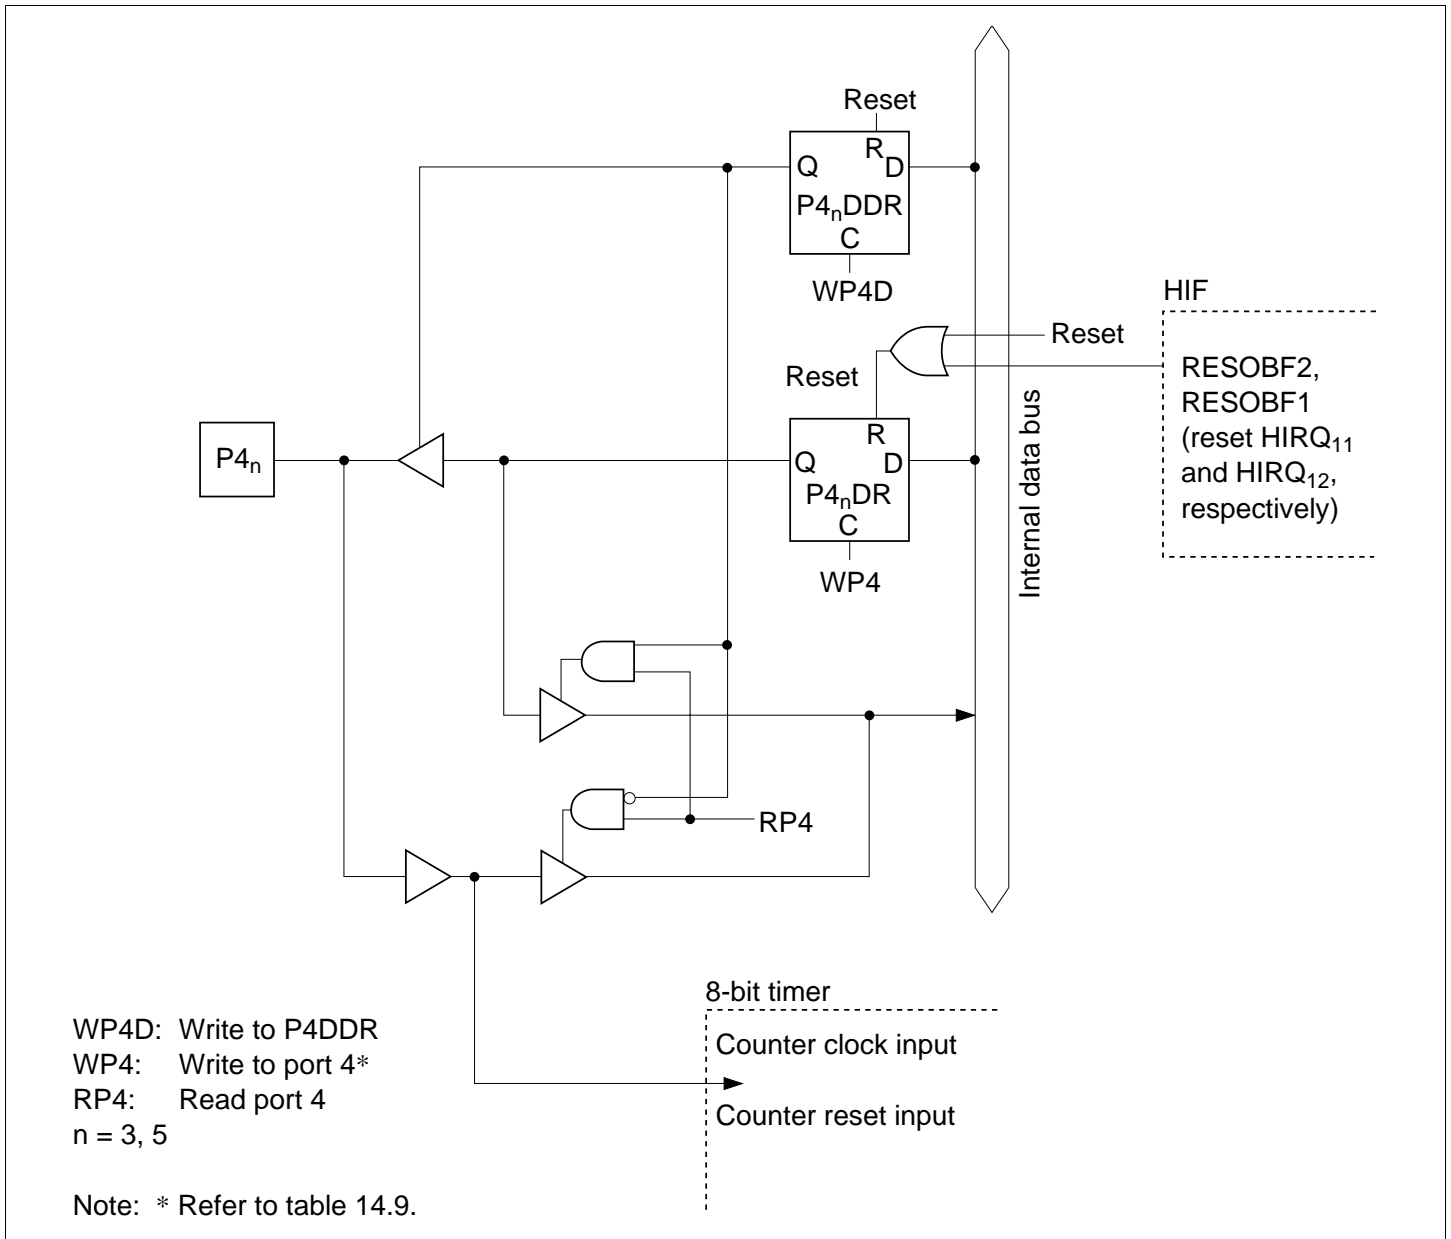 Reset
Q
R
D
P4nDDR
C
WP4D
HIF
Reset
Reset
RESOBF2,
RESOBF1
(reset HIRQ11
and HIRQ12,
respectively)
P4n
Q
R
D
P4nDR
C
WP4
Internal data bus
RP4
8-bit timer
Counter clock input
Counter reset input
WP4D: Write to P4DDR
WP4: Write to port 4*
RP4: Read port 4
n = 3, 5
Note: * Refer to table 14.9.